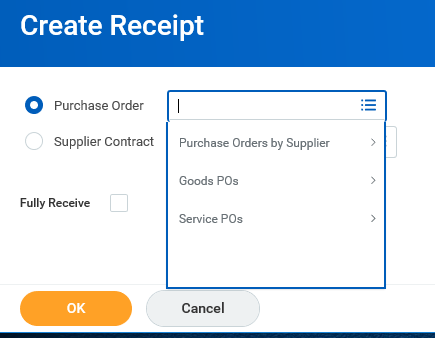 Create Receipt
Purchase Order
Supplier Contract
Purchase Orders by Supplier
Goods POs
Service POs
Fully Receive
OK
Cancel